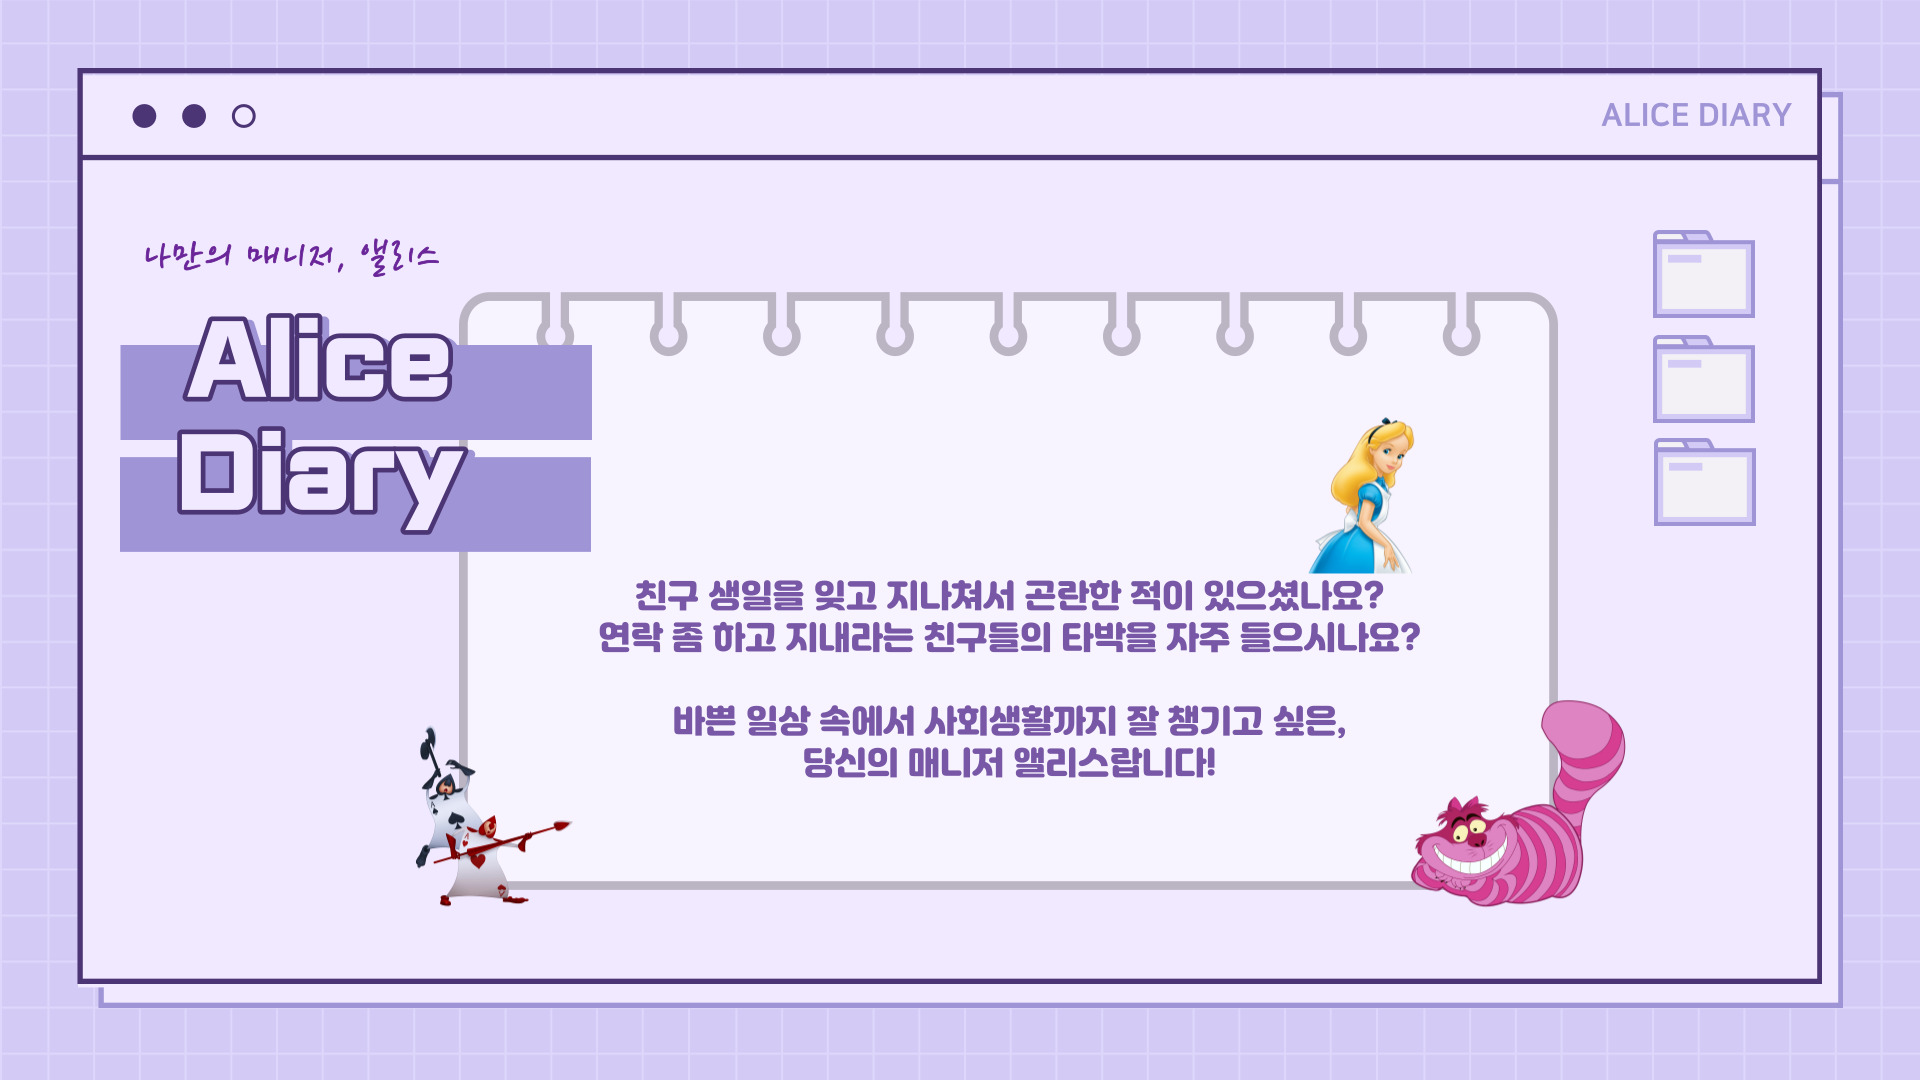 ALICE DIARY
나만의 매니저, 앨리스
Alice
Diary
친구 생일을 잊고 지나쳐서 곤란한 적이 있으셨나요?
연락 좀 하고 지내라는 친구들의 타박을 자주 들으시나요?
바쁜 일상 속에서 사회생활까지 잘 챙기고 싶은,
당신의 매니저 앨리스랍니다!